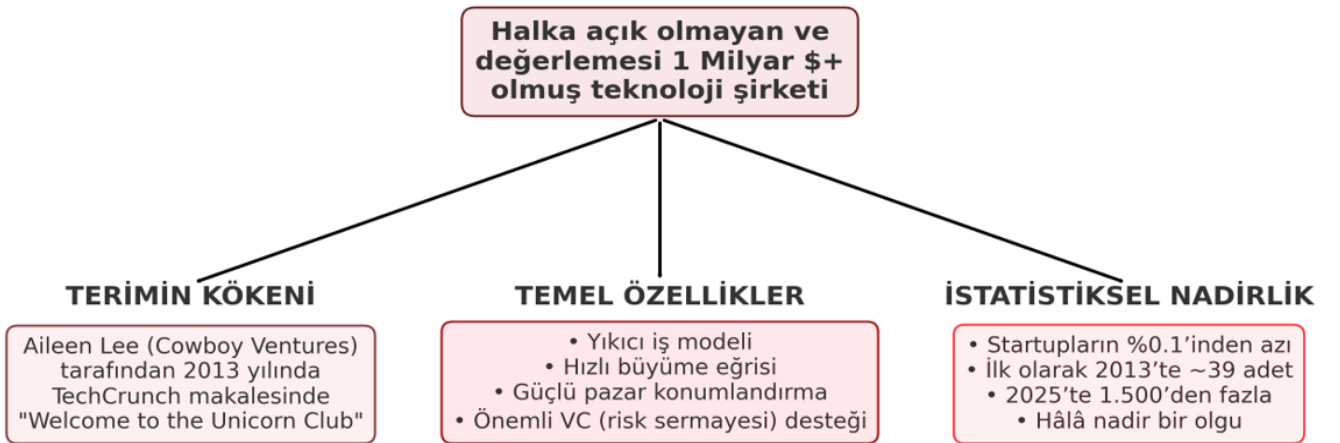 Halka açık olmayan ve
değerlemesi 1 Milyar $+
olmuş teknoloji şirketi
TERİMİN KÖKENİ
Aileen Lee (Cowboy Ventures)
tarafından 2013 yılında
TechCrunch makalesinde
"Welcome to the Unicorn Club"
TEMEL ÖZELLİKLER
• Yıkıcı iş modeli
• Hızlı büyüme eğrisi
• Güçlü pazar konumlandırma
• Önemli VC (risk sermayesi) desteği
İSTATİSTİKSEL NADİRLİK
• Startupların %0.1’inden azı
• İlk olarak 2013’te ~39 adet
• 2025’te 1.500’den fazla
• Hâlâ nadir bir olgu